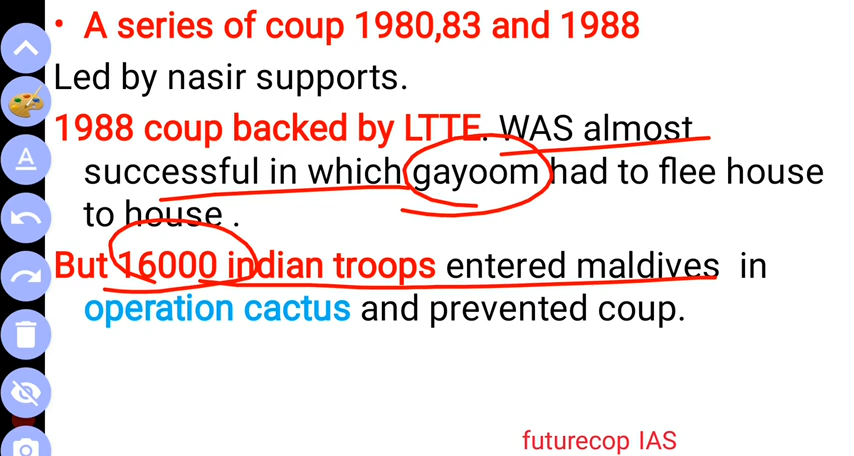 • A series of coup 1980,83 and 1988
Led by nasir supports.
1988 coup backed by LTTE. WAS almost
successful in which gayoom had to flee house
to house .
But 16000 indian troops entered maldives in
operation cactus and prevented coup.
A
futurecop IAS